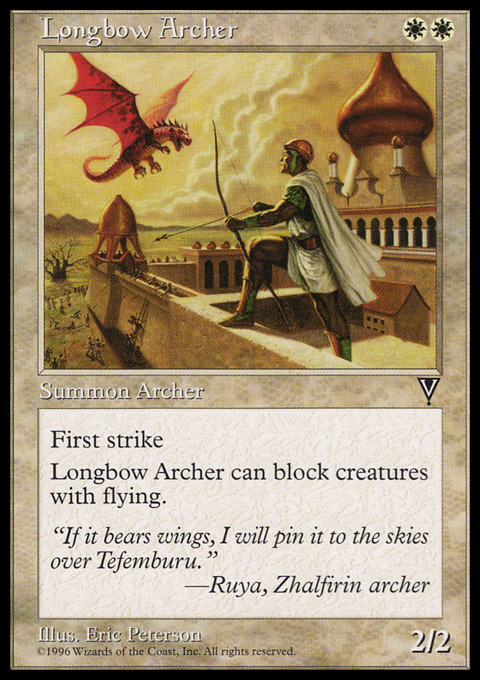 Longbow Archer
Summon Archer
First strike
Longbow Archer can block creatures
with flying.
“If it bears wings, I will pin it to the skies
over Tefemburu.”
—Ruya, Zhalfirin archer
Illus. Eric Peterson
2/2
©1996 Wizards of the Coast, Inc. All rights reserved.